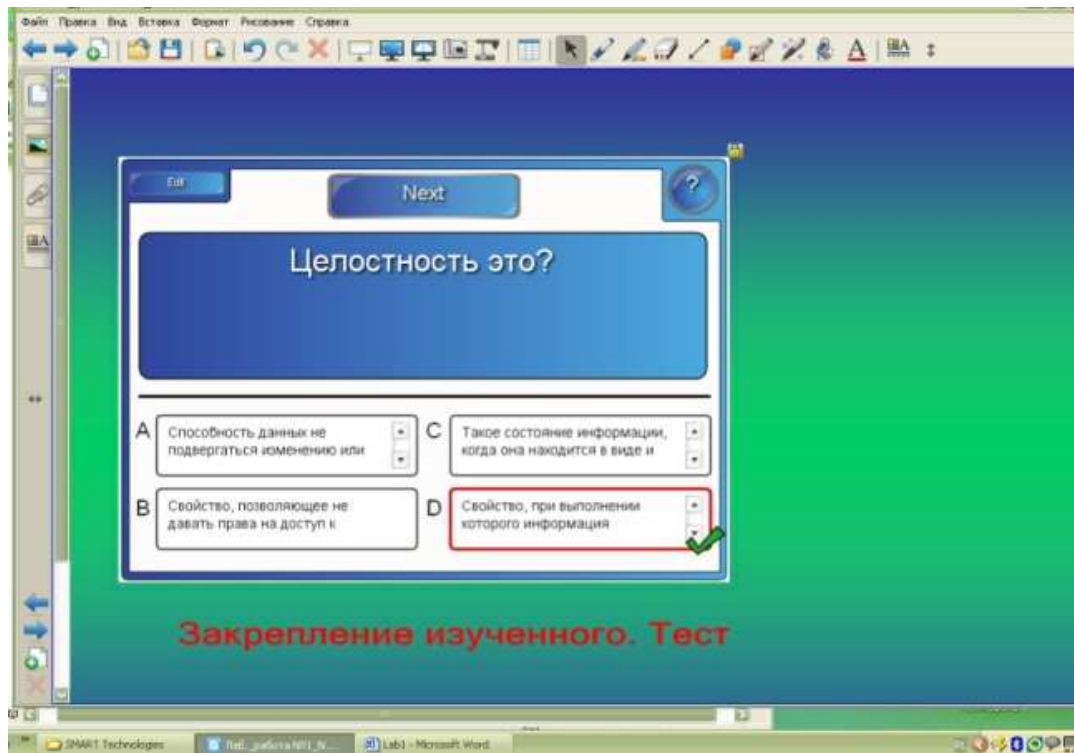 Файл Правка Вид Вставка Формат Рисование Справка
Edit
Next
?
Целостность это?
A
Способность данных не
подвергаться изменению или
C
Такое состояние информации,
когда она находится в виде и
B
Свойство, позволяющее не
давать права на доступ к
D
Свойство, при выполнении
которого информация
Закрепление изученного. Тест
SMART Technologies
Lab1 - Microsoft Word